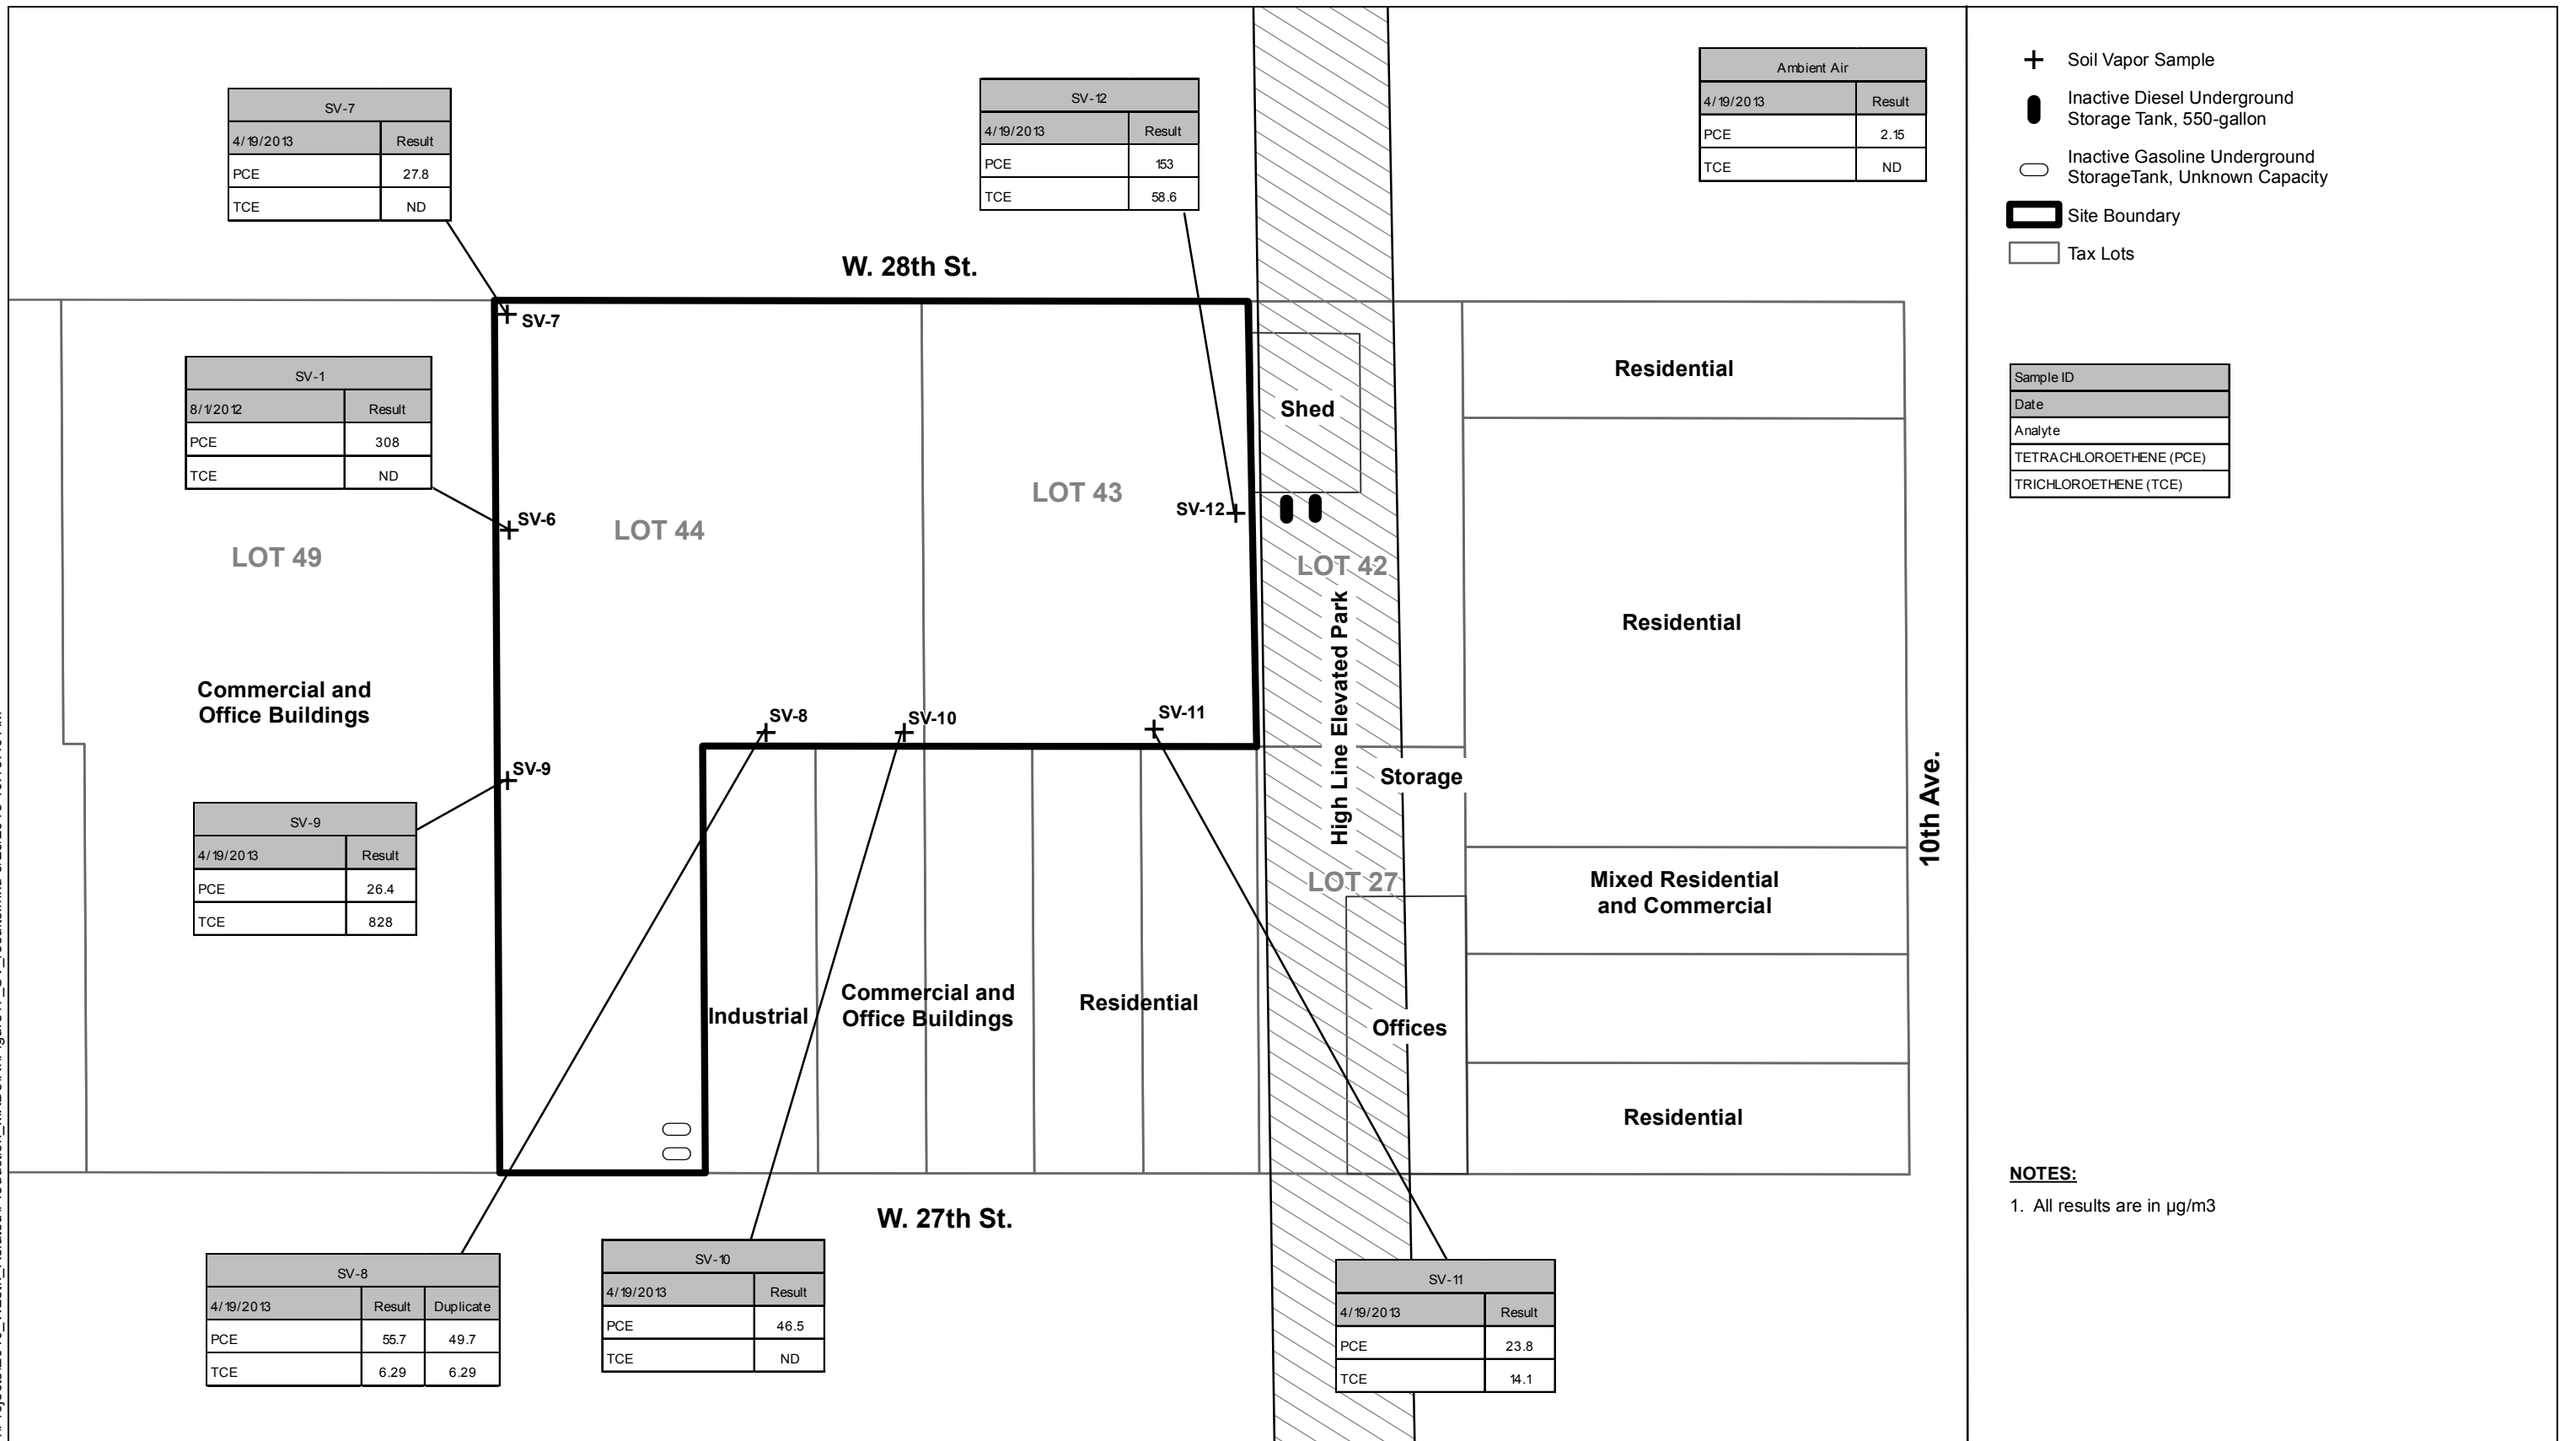 SV-7
4/19/2013 Result
PCE 27.8
TCE ND
SV-12
4/19/2013 Result
PCE 153
TCE 58.6
Ambient Air
4/19/2013 Result
PCE 2.15
TCE ND
Soil Vapor Sample
Inactive Diesel Underground
Storage Tank, 550-gallon
Inactive Gasoline Underground
StorageTank, Unknown Capacity
Site Boundary
Tax Lots
W. 28th St.
SV-7
SV-1
8/1/2012 Result
PCE 308
TCE ND
SV-6
LOT 49
LOT 44
LOT 43
SV-12
Shed
LOT 42
High Line Elevated Park
Residential
Residential
Sample ID
Date
Analyte
TETRACHLOROETHENE (PCE)
TRICHLOROETHENE (TCE)
Commercial and
Office Buildings
SV-8
SV-10
SV-11
SV-9
SV-9
4/19/2013 Result
PCE 26.4
TCE 828
Storage
LOT 27
10th Ave.
Mixed Residential
and Commercial
Industrial
Commercial and
Office Buildings
Residential
Offices
Residential
W. 27th St.
NOTES:
1. All results are in µg/m3
SV-8
4/19/2013 Result Duplicate
PCE 55.7 49.7
TCE 6.29 6.29
SV-10
4/19/2013 Result
PCE 46.5
TCE ND
SV-11
4/19/2013 Result
PCE 23.8
TCE 14.1